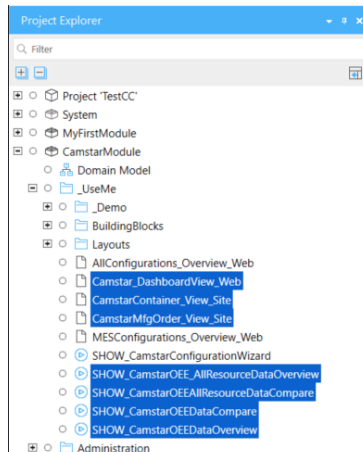 Project Explorer
Filter
Project 'TestCC'
System
MyFirstModule
CamstarModule
Domain Model
_UseMe
_Demo
BuildingBlocks
Layouts
AllConfigurations_Overview_Web
Camstar_DashboardView_Web
CamstarContainer_View_Site
CamstarMfgOrder_View_Site
MESConfigurations_Overview_Web
SHOW_CamstarConfigurationWizard
SHOW_CamstarOEE_AllResourceDataOverview
SHOW_CamstarOEEAllResourceDataCompare
SHOW_CamstarOEEDataCompare
SHOW_CamstarOEEDataOverview
Administration